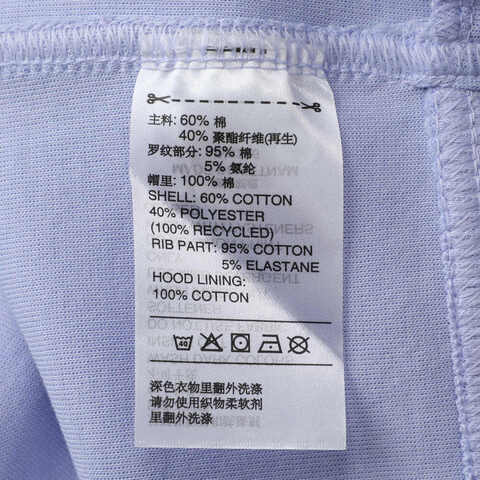 主料: 60% 棉
40% 聚酯纤维(再生)
罗纹部分: 95% 棉
5% 氨纶
帽里: 100% 棉
SHELL: 60% COTTON
40% POLYESTER
(100% RECYCLED)
RIB PART: 95% COTTON
5% ELASTANE
HOOD LINING:
100% COTTON
40
深色衣物里翻外洗涤
请勿使用织物柔软剂
里翻外洗涤